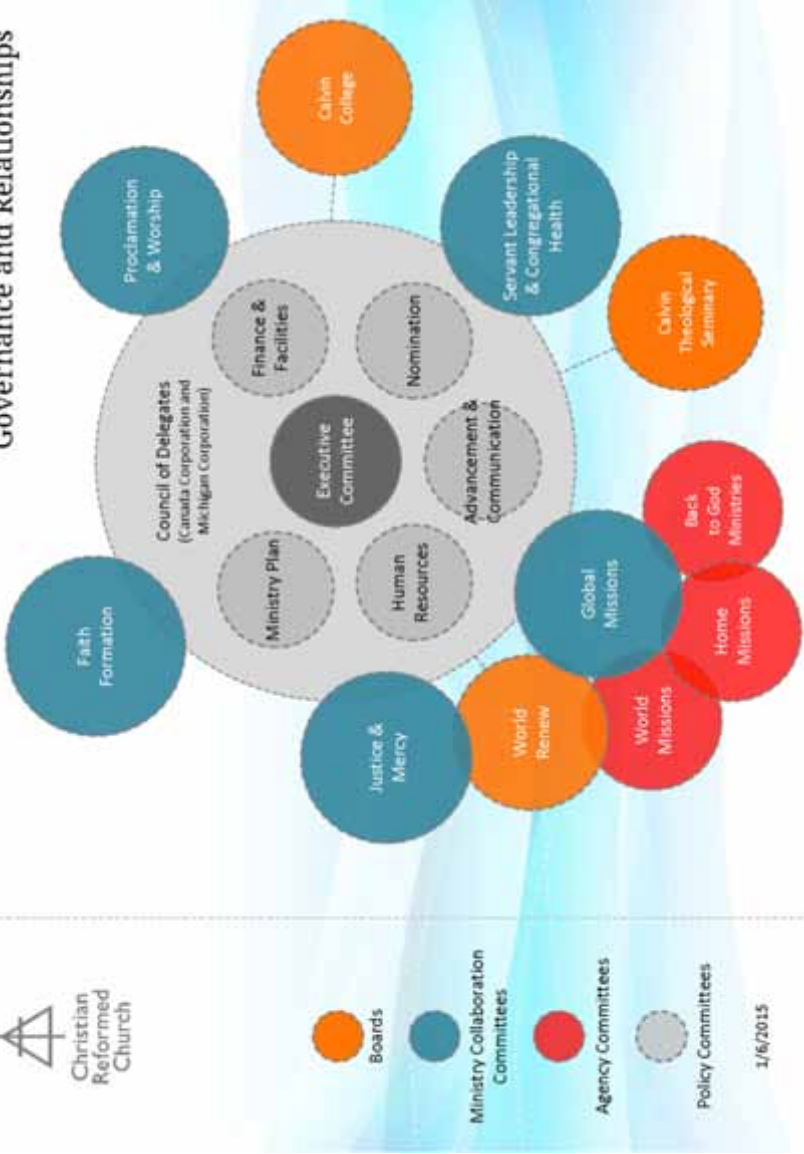 Governance and Relationships
Christian
Reformed
Church
Boards
Ministry Collaboration
Committees
Agency Committees
Policy Committees
1/6/2015
Faith
Formation
Proclamation
& Worship
Calvin
College
Servant Leadership
& Congregational
Health
Calvin
Theological
Seminary
Back
to God
Ministries
Home
Missions
World
Missions
Global
Missions
World
Renew
Justice &
Mercy
Council of Delegates
(Canada Corporation and
Michigan Corporation)
Ministry Plan
Finance &
Facilities
Executive
Committee
Human
Resources
Nomination
Advancement &
Communication